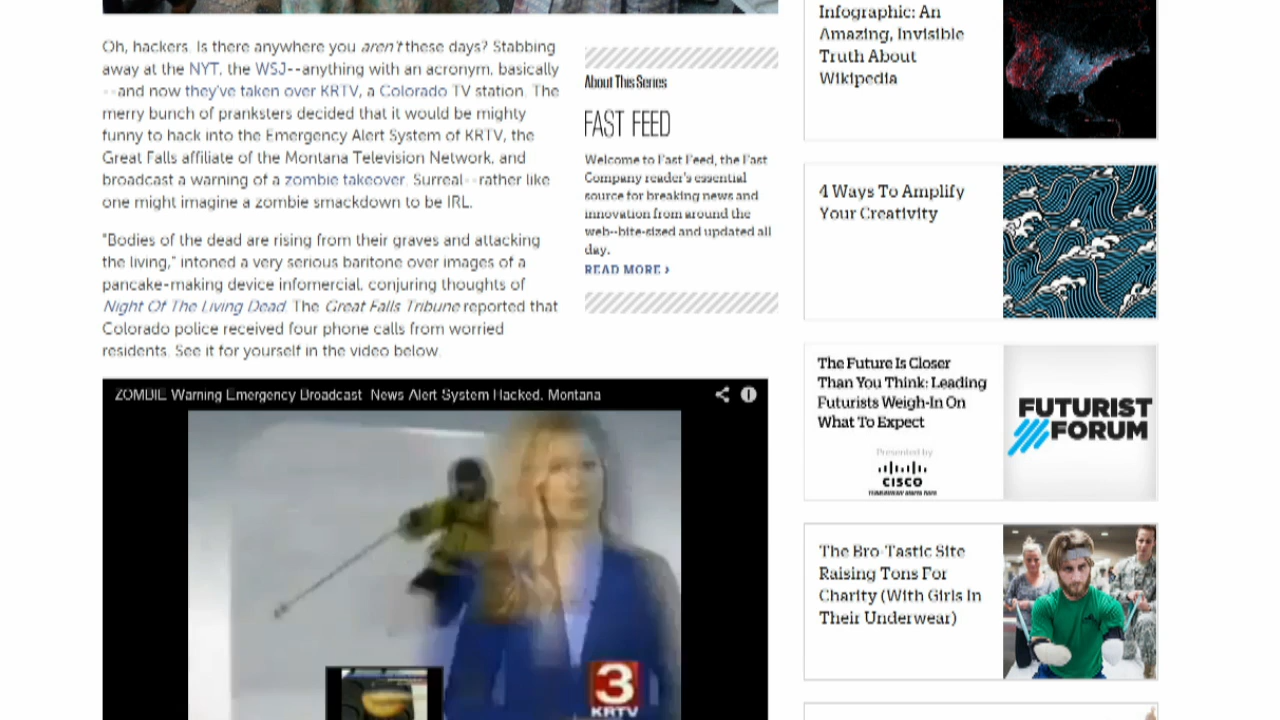 Oh, hackers. Is there anywhere you aren't these days? Stabbing
away at the NYT, the WSJ--anything with an acronym, basically
--and now they've taken over KRTV, a Colorado TV station. The
merry bunch of pranksters decided that it would be mighty
funny to hack into the Emergency Alert System of KRTV, the
Great Falls affiliate of the Montana Television Network, and
broadcast a warning of a zombie takeover. Surreal--rather like
one might imagine a zombie smackdown to be IRL.
"Bodies of the dead are rising from their graves and attacking
the living," intoned a very serious baritone over images of a
pancake-making device infomercial, conjuring thoughts of
Night Of The Living Dead. The Great Falls Tribune reported that
Colorado police received four phone calls from worried
residents. See it for yourself in the video below.
ZOMBIE Warning Emergency Broadcast News Alert System Hacked, Montana
3
KRTV
About This Series
FAST FEED
Welcome to Fast Feed, the Fast
Company reader's essential
source for breaking news and
innovation from around the
web--bite-sized and updated all
day.
READ MORE ›
Infographic: An
Amazing, Invisible
Truth About
Wikipedia
4 Ways To Amplify
Your Creativity
The Future Is Closer
Than You Think: Leading
Futurists Weigh-In On
What To Expect
Presented by
CISCO
FUTURIST
FORUM
The Bro-Tastic Site
Raising Tons For
Charity (With Girls In
Their Underwear)